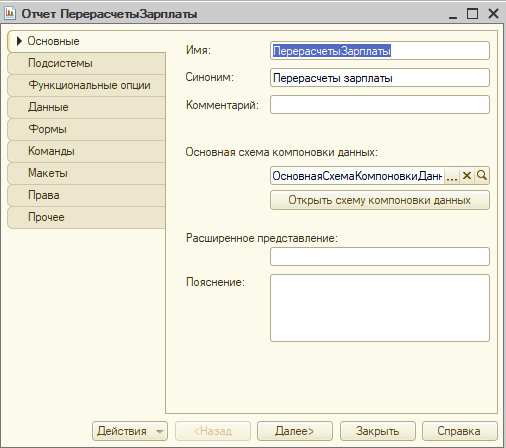 Отчет ПерерасчетыЗарплаты
Основные
Подсистемы
Функциональные опции
Данные
Формы
Команды
Макеты
Права
Прочее
Имя: ПерерасчетыЗарплаты
Синоним: Перерасчеты зарплаты
Комментарий:
Основная схема компоновки данных:
ОсновнаяСхемаКомпоновкиДанн ...
Открыть схему компоновки данных
Расширенное представление:
Пояснение:
Действия <Назад Далее> Закрыть Справка